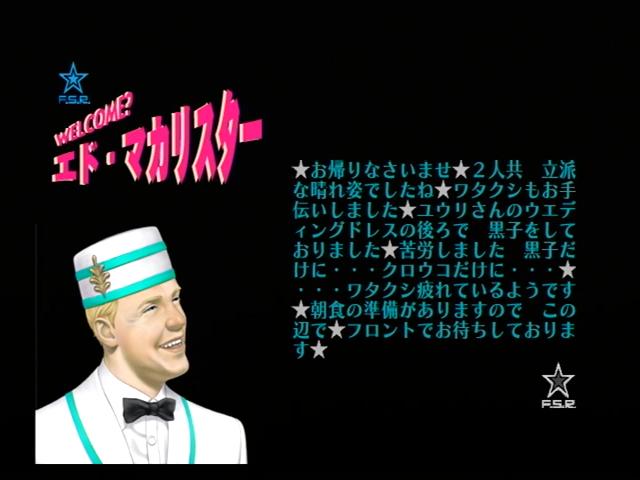 F.S.R.
WELCOME?
エド・マカリスター
★お帰りなさいませ★２人共　立派
な晴れ姿でしたね★ワタクシもお手
伝いしました★ユウリさんのウエデ
ィングドレスの後ろで　黒子をして
おりました★苦労しました　黒子だ
けに・・・クロウコだけに・・・★
・・・ワタクシ疲れているようです
★朝食の準備がありますので　この
辺で★フロントでお待ちしておりま
す★
F.S.R.